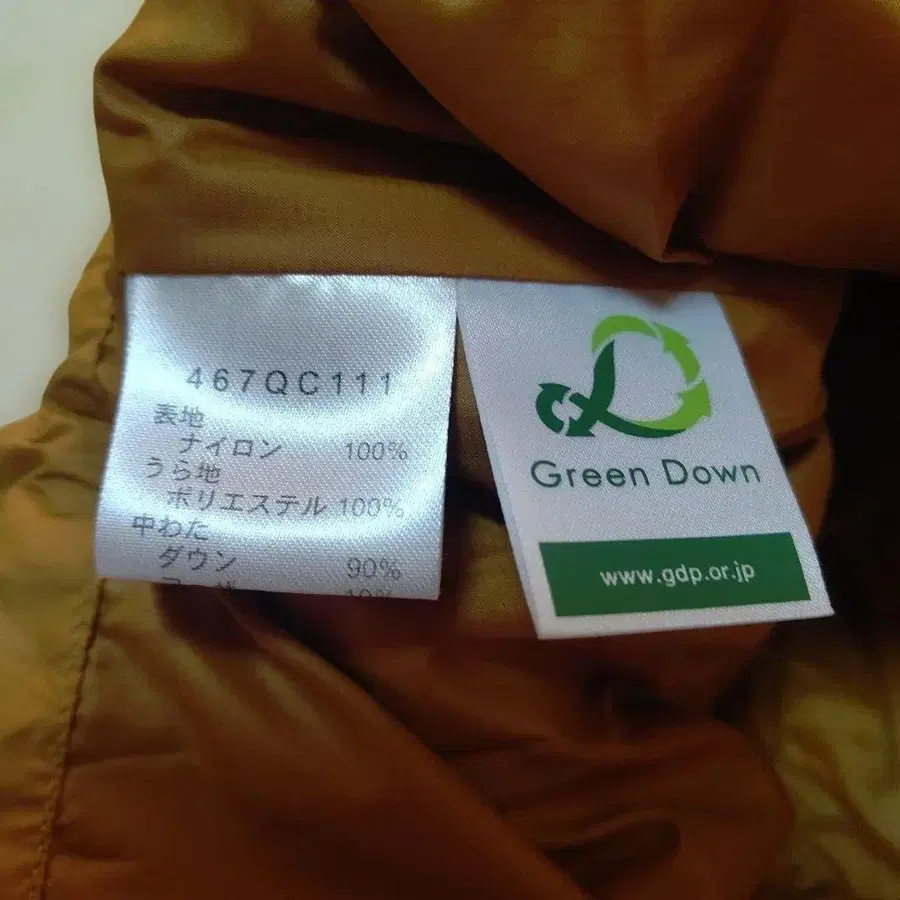 467QC111
表地
ナイロン 100%
うら地
ポリエステル 100%
中わた
ダウン 90%
Green Down
www.gdp.or.jp